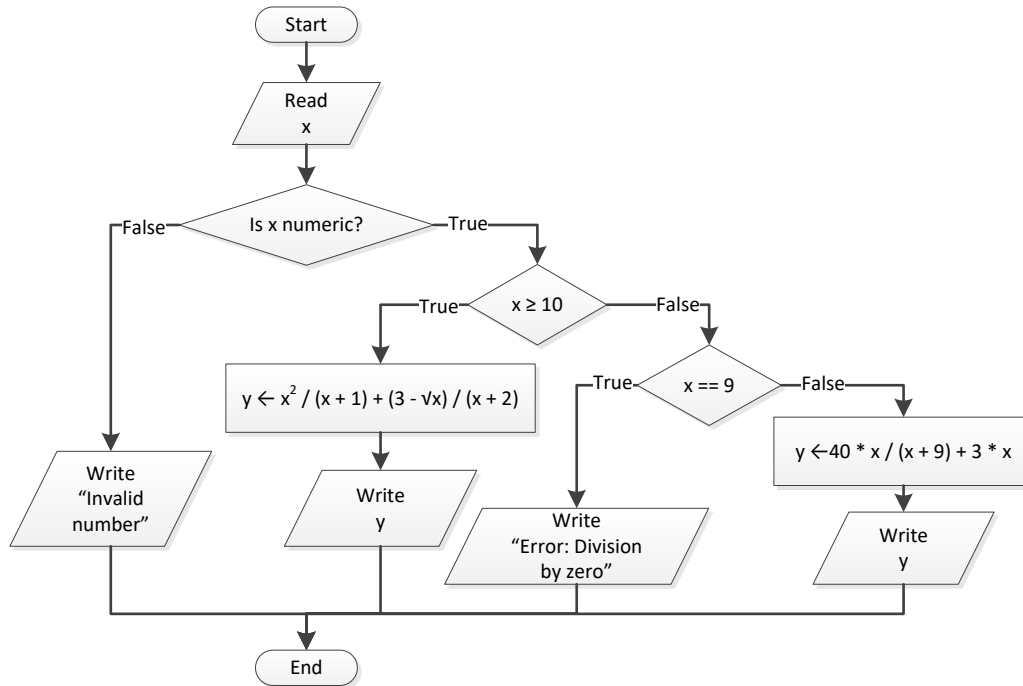 Start
Read
x
Is x numeric?
False
True
x ≥ 10
True
False
x == 9
True
False
y ← x² / (x + 1) + (3 - √x) / (x + 2)
y ←40 * x / (x + 9) + 3 * x
Write
“Invalid
number”
Write
y
Write
“Error: Division
by zero”
Write
y
End